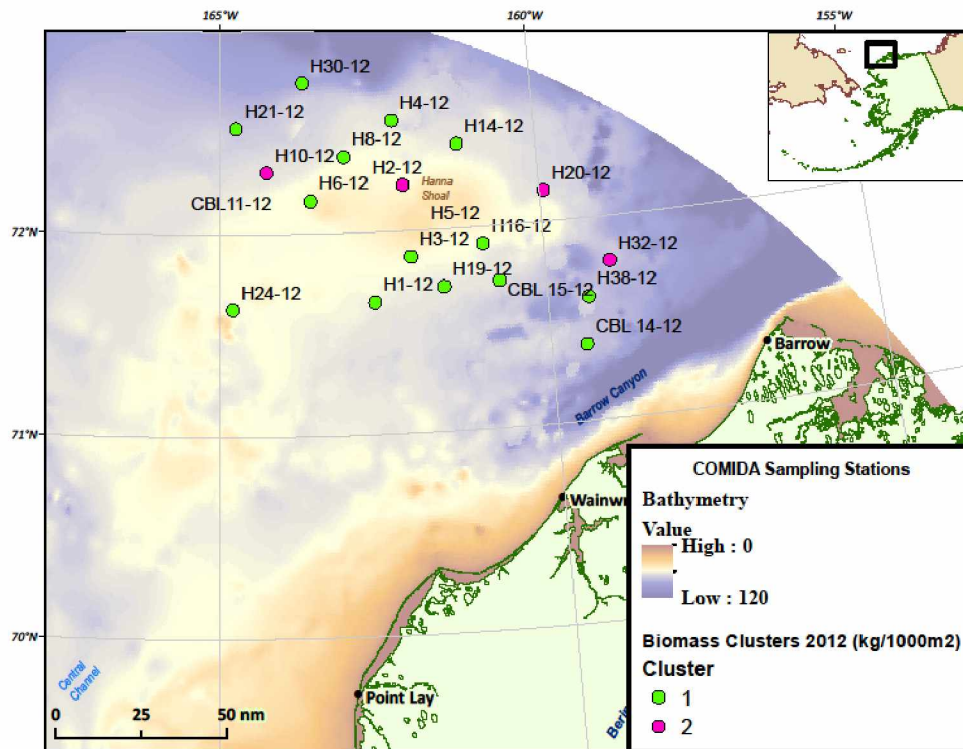 165°W
160°W
155°W
H30-12
H21-12
H4-12
H8-12
H14-12
H10-12
H2-12
H20-12
Hanna
Shoal
H6-12
CBL11-12
H5-12
H16-12
72°N
H3-12
H32-12
H19-12
H38-12
H1-12
CBL 15-12
H24-12
CBL 14-12
Barrow
Barrow Canyon
71°N
COMIDA Sampling Stations
Bathymetry
Wainw
Value
High : 0
Low : 120
70°N
Biomass Clusters 2012 (kg/1000m2)
Cluster
Central
Channel
Point Lay
1
0 25 50 nm
Berin
2